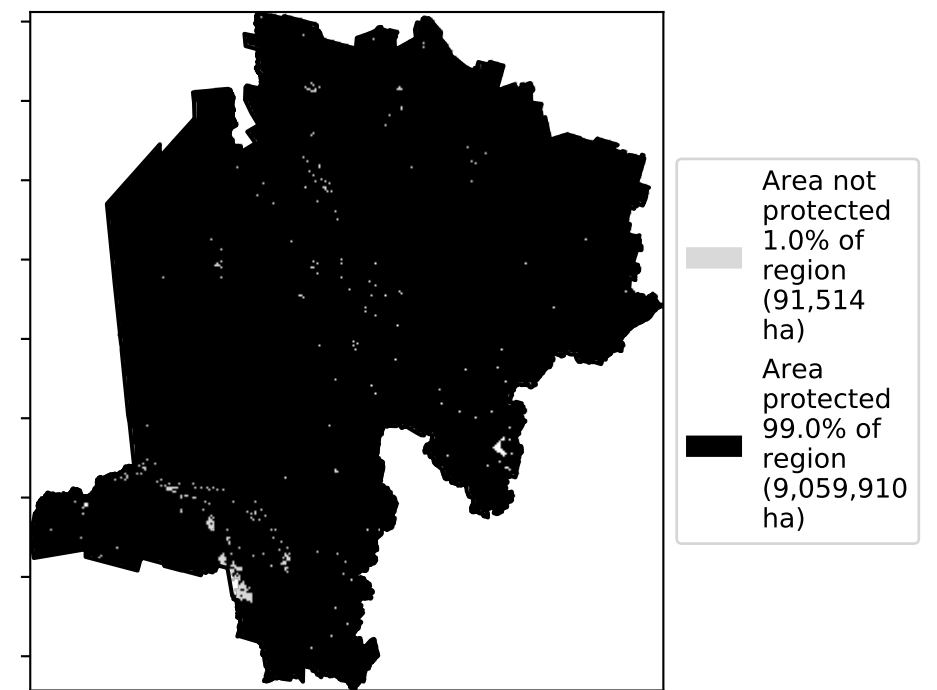 Area not
protected
1.0% of
region
(91,514
ha)
Area
protected
99.0% of
region
(9,059,910
ha)